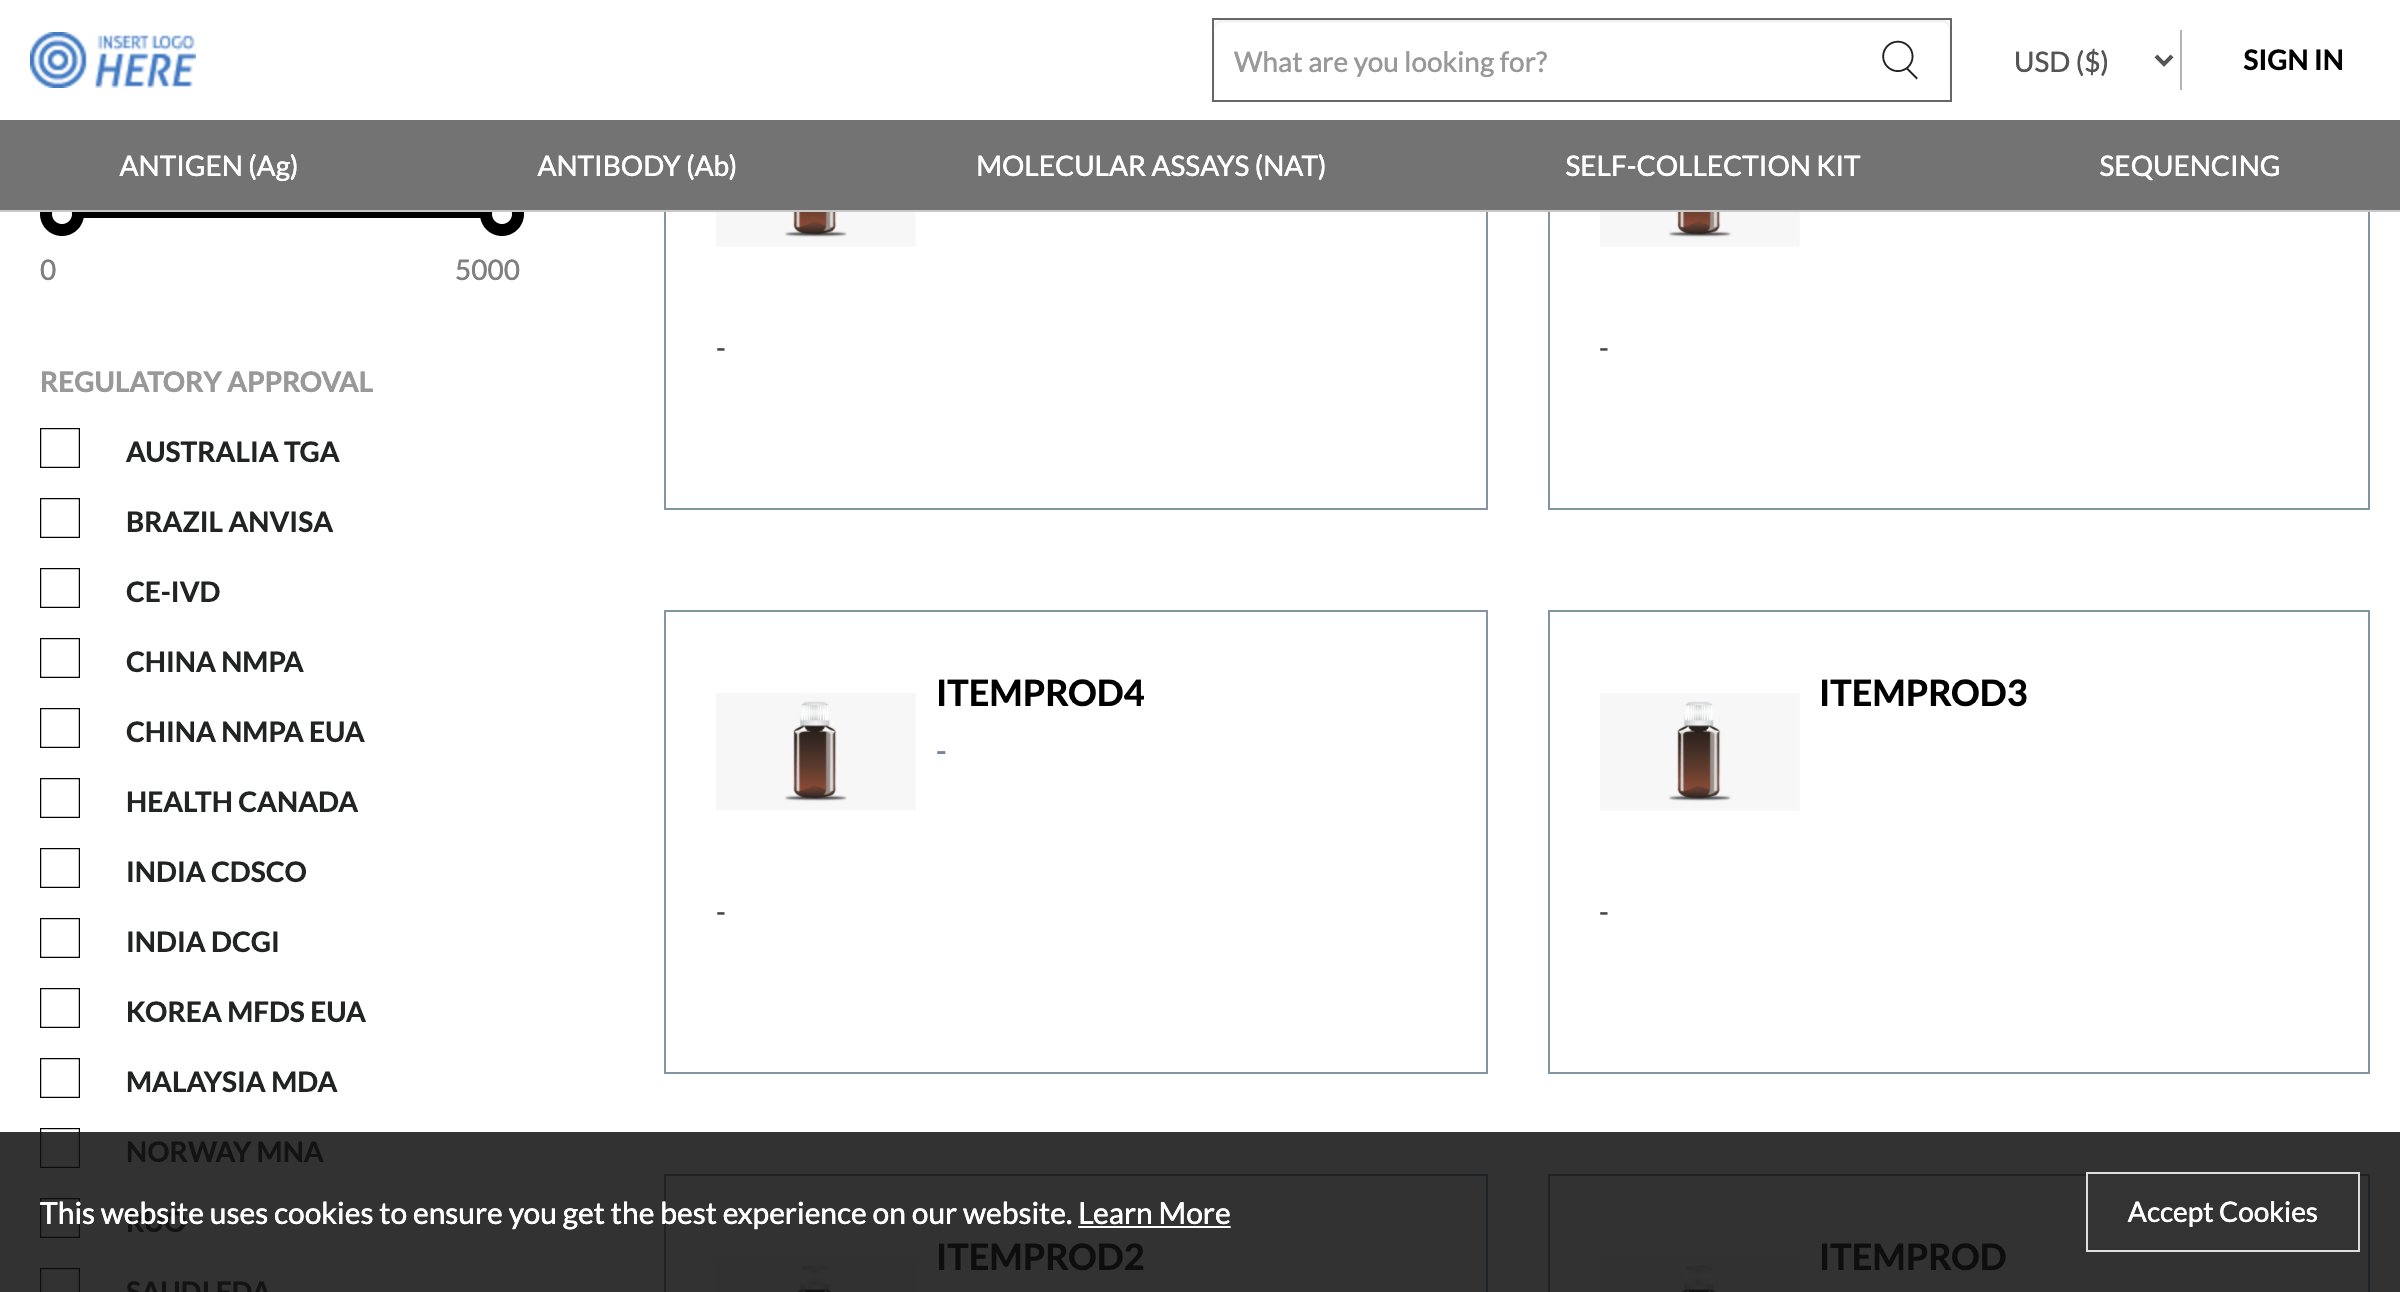 INSERT LOGO
HERE
What are you looking for?
USD ($)
SIGN IN
ANTIGEN (Ag)
ANTIBODY (Ab)
MOLECULAR ASSAYS (NAT)
SELF-COLLECTION KIT
SEQUENCING
0
5000
REGULATORY APPROVAL
AUSTRALIA TGA
BRAZIL ANVISA
CE-IVD
CHINA NMPA
CHINA NMPA EUA
HEALTH CANADA
INDIA CDSCO
INDIA DCGI
KOREA MFDS EUA
MALAYSIA MDA
NORWAY MNA
SAUDI FDA
-
-
ITEMPROD4
-
-
ITEMPROD3
-
ITEMPROD2
ITEMPROD
This website uses cookies to ensure you get the best experience on our website. Learn More
Accept Cookies